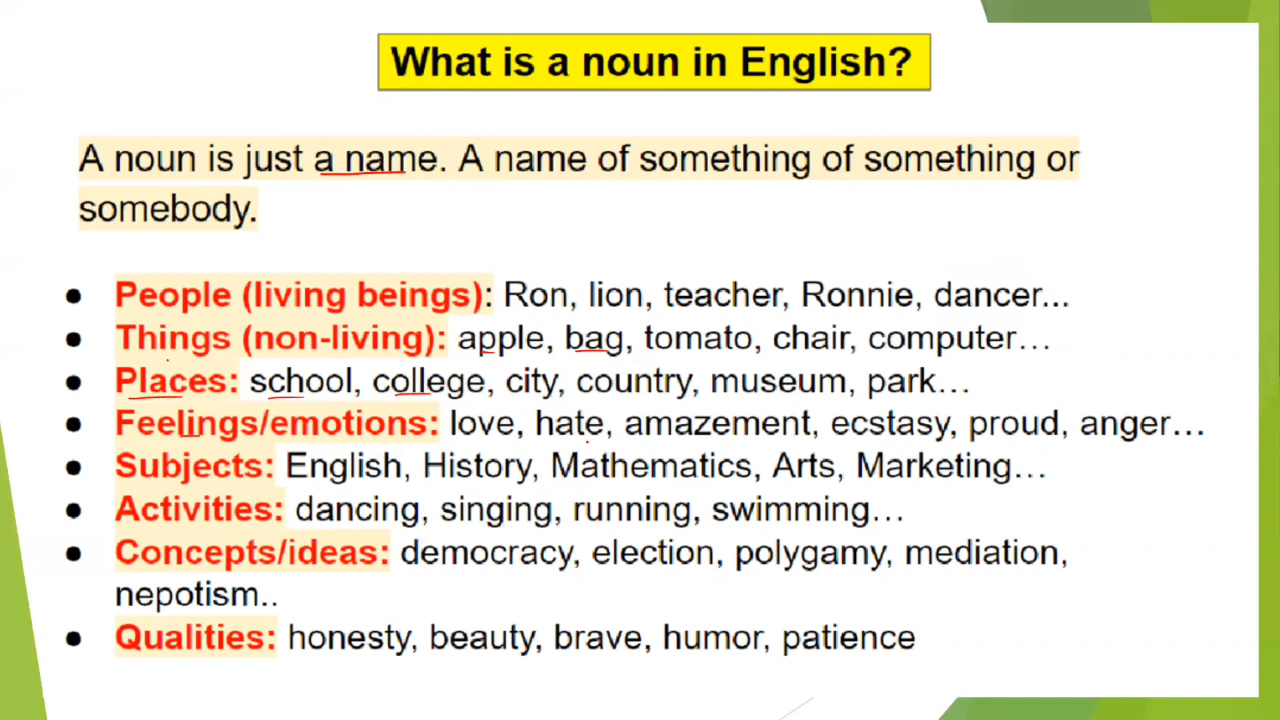 What is a noun in English?
A noun is just a name. A name of something of something or
somebody.
● People (living beings): Ron, lion, teacher, Ronnie, dancer...
● Things (non-living): apple, bag, tomato, chair, computer…
● Places: school, college, city, country, museum, park…
● Feelings/emotions: love, hate, amazement, ecstasy, proud, anger…
● Subjects: English, History, Mathematics, Arts, Marketing…
● Activities: dancing, singing, running, swimming…
● Concepts/ideas: democracy, election, polygamy, mediation,
nepotism..
● Qualities: honesty, beauty, brave, humor, patience